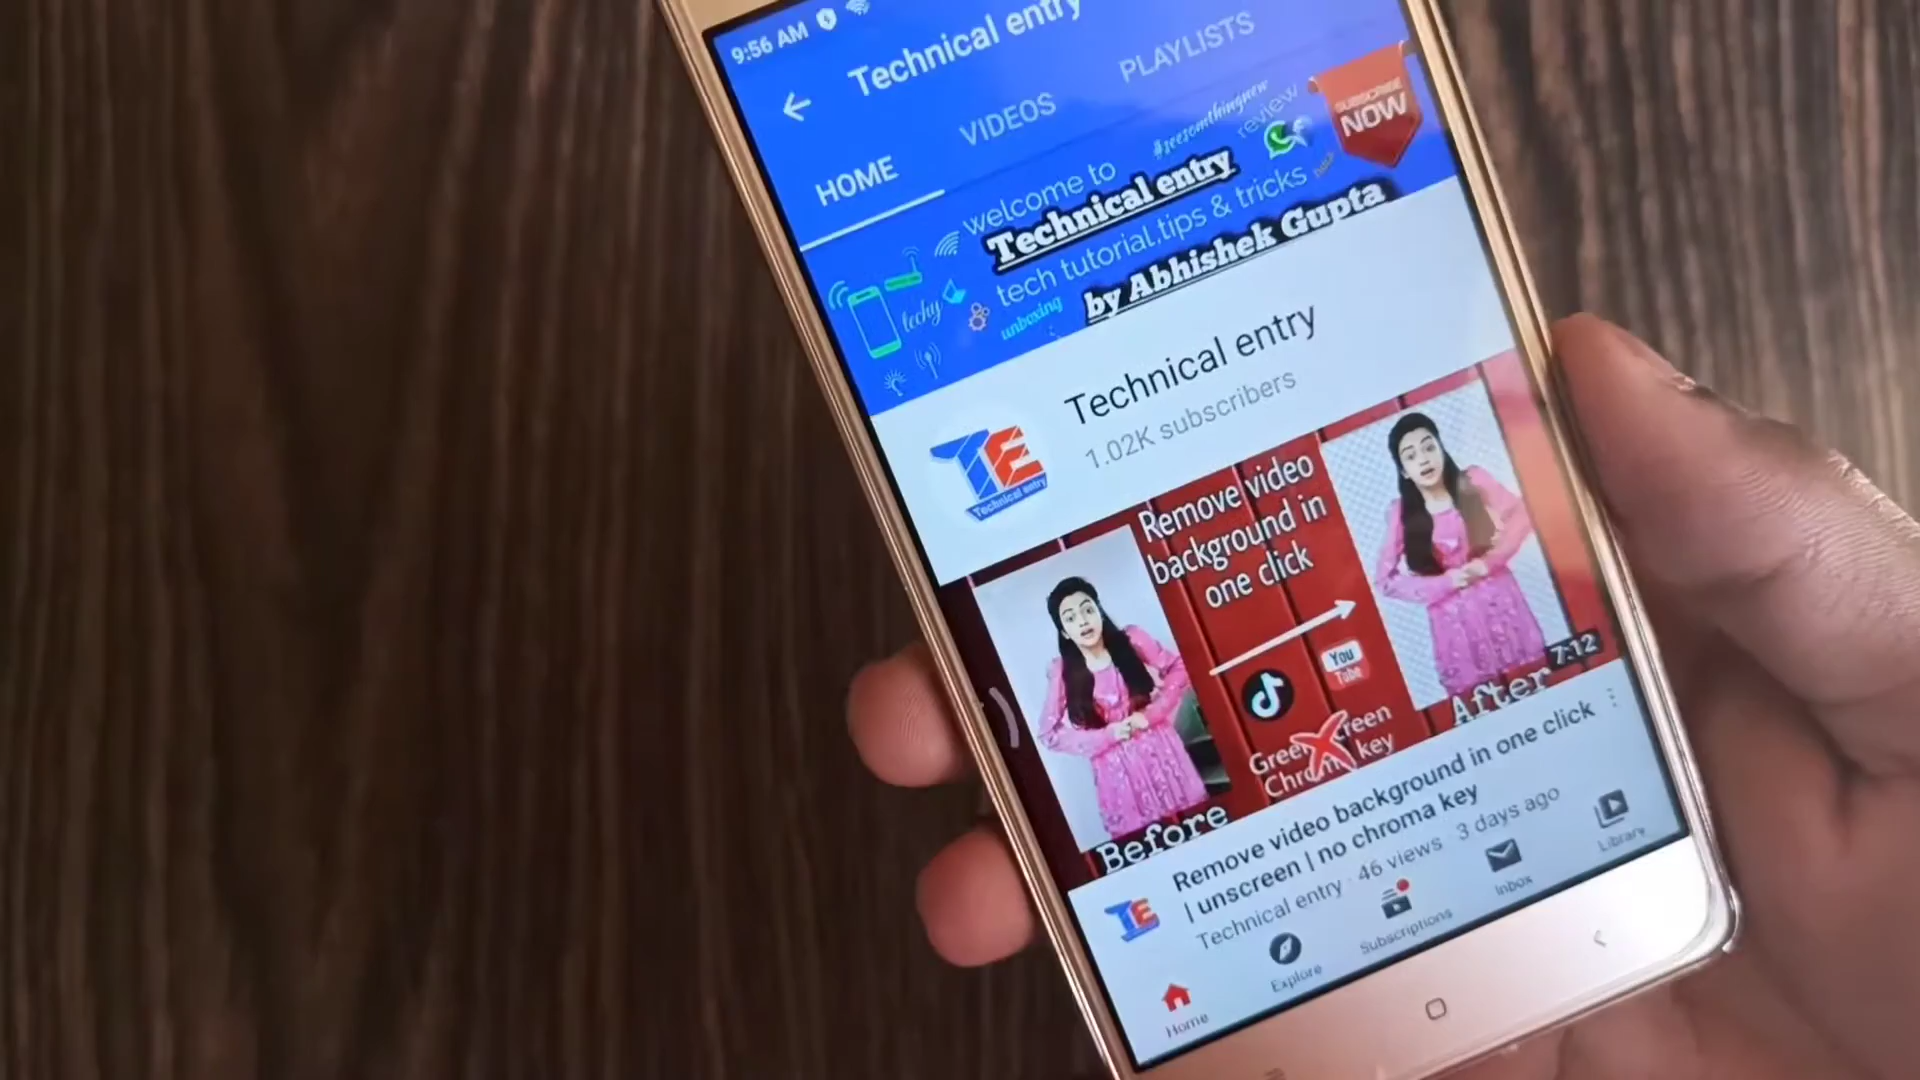 9:56 AM
Technical entry
HOME
VIDEOS
PLAYLISTS
#seesomthingnew
review
SUBSCRIBE
NOW
welcome to
Technical entry
tech tutorial,tips & tricks
by Abhishek Gupta
techy
unboxing
Technical entry
1.02K subscribers
TE
Technical entry
Remove video
background in
one click
You
Tube
Green Screen
Chroma key
Before
After
7:12
Remove video background in one click
| unscreen | no chroma key
Technical entry · 46 views · 3 days ago
TE
Home
Explore
Subscriptions
Inbox
Library